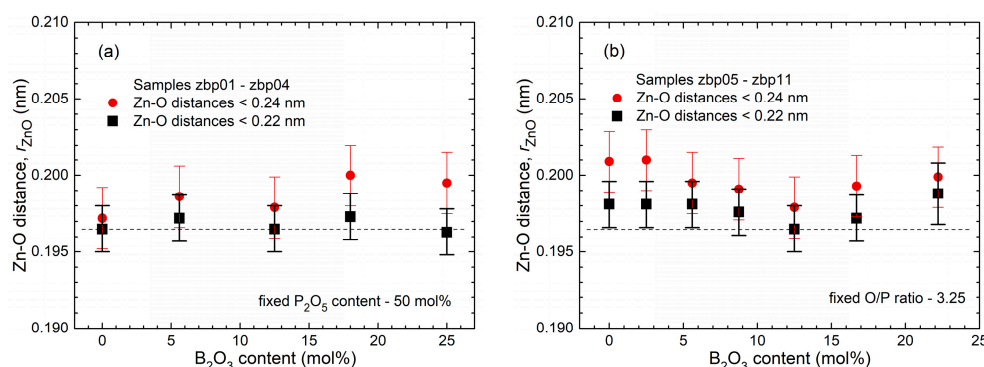 0.210
0.205
0.200
0.195
0.190
Zn-O distance, rZnO (nm)
(a)
Samples zbp01 - zbp04
Zn-O distances < 0.24 nm
Zn-O distances < 0.22 nm
fixed P2O5 content - 50 mol%
0 5 10 15 20 25
B2O3 content (mol%)
0.210
0.205
0.200
0.195
0.190
Zn-O distance, rZnO (nm)
(b)
Samples zbp05 - zbp11
Zn-O distances < 0.24 nm
Zn-O distances < 0.22 nm
fixed O/P ratio - 3.25
0 5 10 15 20 25
B2O3 content (mol%)